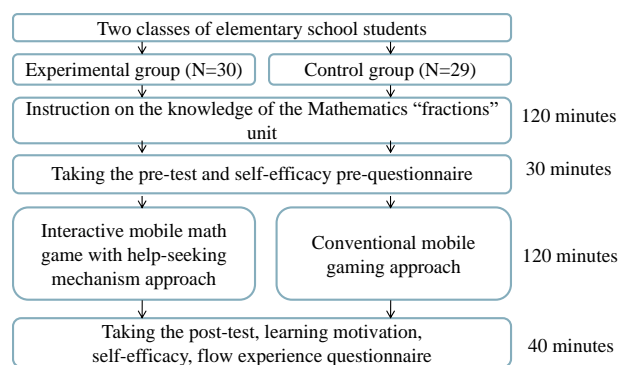 Two classes of elementary school students
Experimental group (N=30)
Control group (N=29)
Instruction on the knowledge of the Mathematics “fractions”
unit
120 minutes
Taking the pre-test and self-efficacy pre-questionnaire
30 minutes
Interactive mobile math
game with help-seeking
mechanism approach
Conventional mobile
gaming approach
120 minutes
Taking the post-test, learning motivation,
self-efficacy, flow experience questionnaire
40 minutes